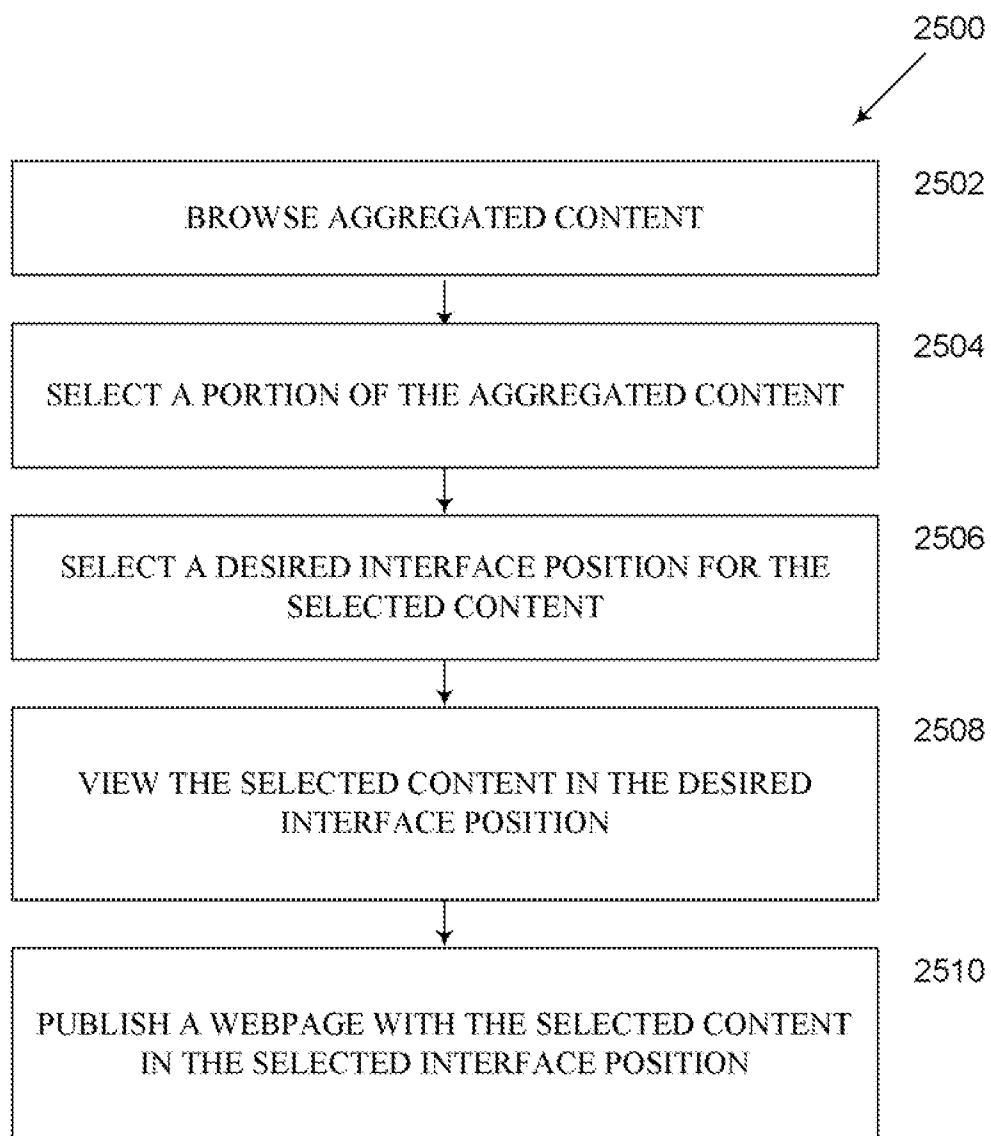 2500
2502
BROWSE AGGREGATED CONTENT
2504
SELECT A PORTION OF THE AGGREGATED CONTENT
2506
SELECT A DESIRED INTERFACE POSITION FOR THE
SELECTED CONTENT
2508
VIEW THE SELECTED CONTENT IN THE DESIRED
INTERFACE POSITION
2510
PUBLISH A WEBPAGE WITH THE SELECTED CONTENT
IN THE SELECTED INTERFACE POSITION